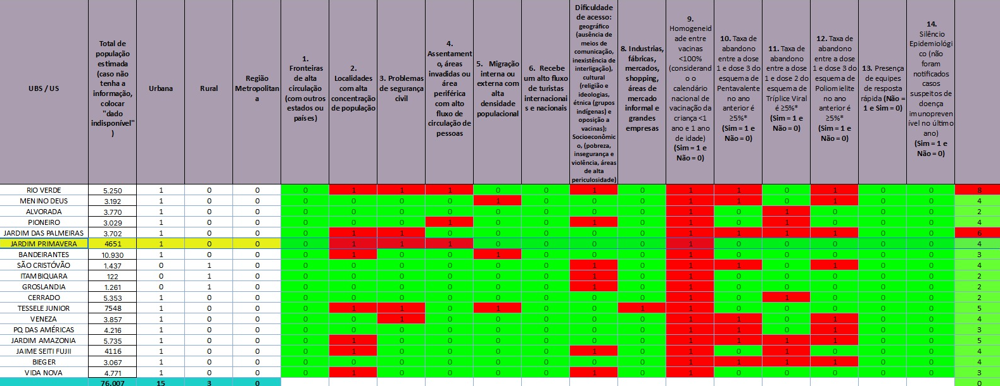 UBS / US
Total de
população
estimada
(caso não
tenha a
informação,
colocar
"dado
indisponível"
)
Urbana
Rural
Região
Metropolitan
a
1.
Fronteiras
de alta
circulação
(com outros
estados ou
países)
2.
Localidades
com alta
concentração
de população
3. Problemas
de segurança
civil
4.
Assentament
o, áreas
invadidas ou
área
periférica
com alto
fluxo de
circulação de
pessoas
5. Migração
interna ou
externa com
alta
densidade
populacional
6. Recebe
um alto fluxo
de turistas
internacionai
s e nacionais
Dificuldade
de acesso:
geográfico
(ausência de
meios de
comunicação,
inexistência de
interligação),
cultural
(religião e
ideologias,
étnica (grupos
indígenas) e
oposição a
vacinas);
Socioeconômic
o, (pobreza,
insegurança e
violência, áreas
de alta
periculosidade)
8. Industrias,
fábricas,
mercados,
shopping,
áreas de
mercado
informal e
grandes
empresas
9.
Homogeneid
ade entre
vacinas
<100%
(considerand
o o
calendário
nacional de
vacinação da
criança <1
ano e 1 ano
de idade)
(Sim = 1 e
Não = 0)
10. Taxa de
abandono
entre a dose
1 e dose 3 do
esquema de
Pentavalente
no ano
anterior é
≥5%*
(Sim = 1 e
Não = 0)
11. Taxa de
abandono
entre a dose
1 e dose 2 do
esquema de
Tríplice Viral
é ≥5%*
(Sim = 1 e
Não = 0)
12. Taxa de
abandono
entre a dose
1 e dose 3 do
esquema de
Poliomielite
no ano
anterior é
≥5%*
(Sim = 1 e
Não = 0)
13. Presença
de equipes
de resposta
rápida (Não =
1 e Sim = 0)
14.
Silêncio
Epidemiológi
co (não
foram
notificados
casos
suspeitos de
doença
imunopreven
ível no último
ano)
(Sim = 1 e
Não = 0)
RIO VERDE 5.250 1 0 0 0 1 1 1 0 0 1 0 1 1 0 1 0 0 8
MENINO DEUS 3.192 1 0 0 0 0 0 0 1 0 0 0 1 1 0 1 0 0 4
ALVORADA 3.770 1 0 0 0 0 0 0 0 0 0 0 1 0 1 0 0 0 2
PIONEIRO 3.029 1 0 0 0 0 0 1 0 0 1 0 1 0 1 0 0 0 4
JARDIM DAS PALMEIRAS 3.702 1 0 0 0 1 1 0 0 0 0 0 1 1 1 1 0 0 6
JARDIM PRIMAVERA 4651 1 0 0 0 1 1 1 0 0 0 0 1 0 0 0 0 0 4
BANDEIRANTES 10.930 1 0 0 0 1 0 0 1 0 0 0 1 0 0 0 0 0 3
SÃO CRISTÓVÃO 1.437 0 1 0 0 0 0 0 0 0 1 0 1 1 0 1 0 0 4
ITAMBIQUARA 122 0 1 0 0 0 0 0 0 0 1 0 1 0 0 0 0 0 2
GROSLANDIA 1.261 0 1 0 0 0 0 0 0 0 1 0 1 0 0 0 0 0 2
CERRADO 5.353 1 0 0 0 0 0 0 0 0 0 0 1 0 1 0 0 0 2
TESSELE JUNIOR 7548 1 0 0 0 1 1 0 1 0 0 1 1 0 0 0 0 0 5
VENEZA 3.857 1 0 0 0 0 1 0 0 0 0 0 1 1 0 1 0 0 4
PQ DAS AMÉRICAS 4.216 1 0 0 0 0 0 0 0 0 0 0 1 1 0 1 0 0 3
JARDIM AMAZONIA 5.735 1 0 0 0 1 0 0 0 0 0 0 1 1 1 1 0 0 5
JAIME SEITI FUJII 4116 1 0 0 0 1 0 0 0 0 1 0 1 0 1 0 0 0 4
BIEGER 3.067 1 0 0 0 0 0 0 0 0 0 0 1 1 1 1 0 0 4
VIDA NOVA 4.771 1 0 0 0 1 0 0 0 0 1 0 1 0 0 0 0 0 3
76.007 15 3 0 0